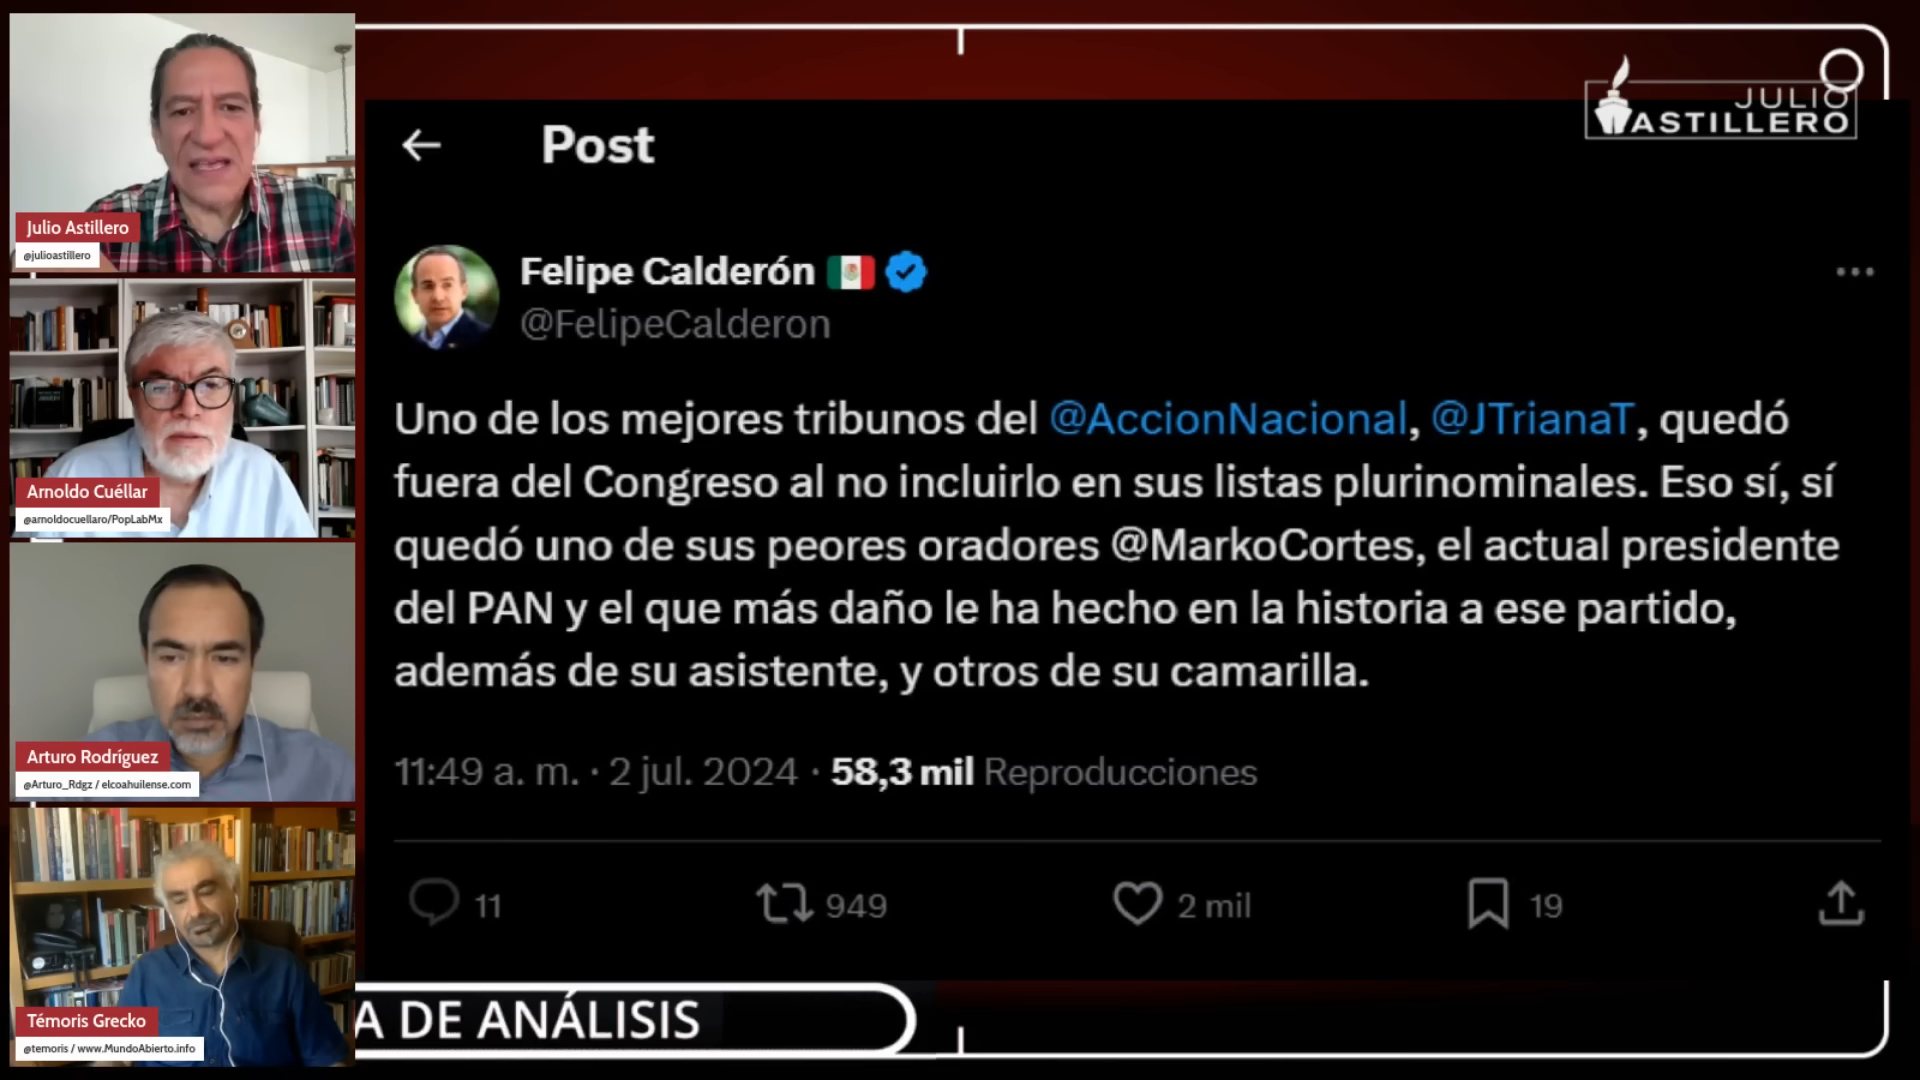 Julio Astillero
@julioastillero
Arnoldo Cuéllar
@arnoldocuellaro/PopLabMx
Arturo Rodríguez
@Arturo_Rdgz / elcoahuilense.com
Témoris Grecko
@temoris / www.MundoAbierto.info
JULIO
ASTILLERO
Post
Felipe Calderón
@FelipeCalderon
Uno de los mejores tribunos del @AccionNacional, @JTrianaT, quedó
fuera del Congreso al no incluirlo en sus listas plurinominales. Eso sí, sí
quedó uno de sus peores oradores @MarkoCortes, el actual presidente
del PAN y el que más daño le ha hecho en la historia a ese partido,
además de su asistente, y otros de su camarilla.
11:49 a. m. · 2 jul. 2024 · 58,3 mil Reproducciones
11 949 2 mil 19
A DE ANÁLISIS